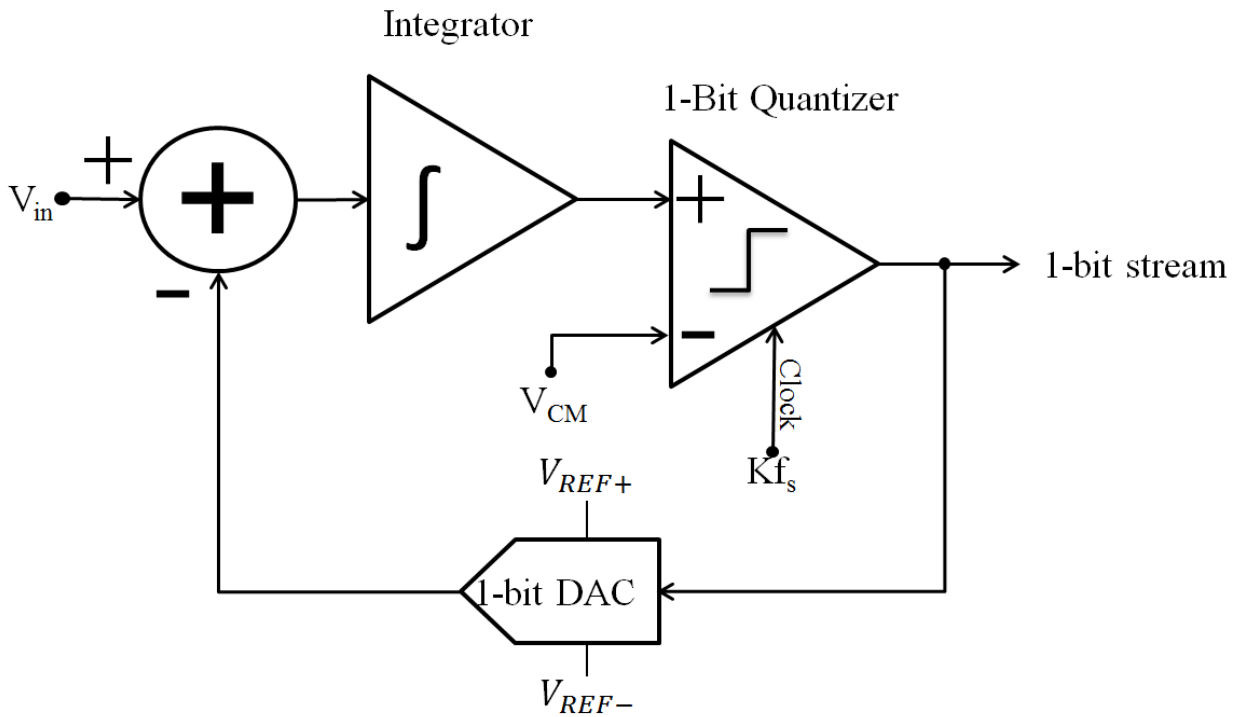 Integrator
1-Bit Quantizer
+
V_in
+
∫
+
-
-
V_CM
Clock
Kf_s
V_REF+
1-bit DAC
V_REF−
1-bit stream